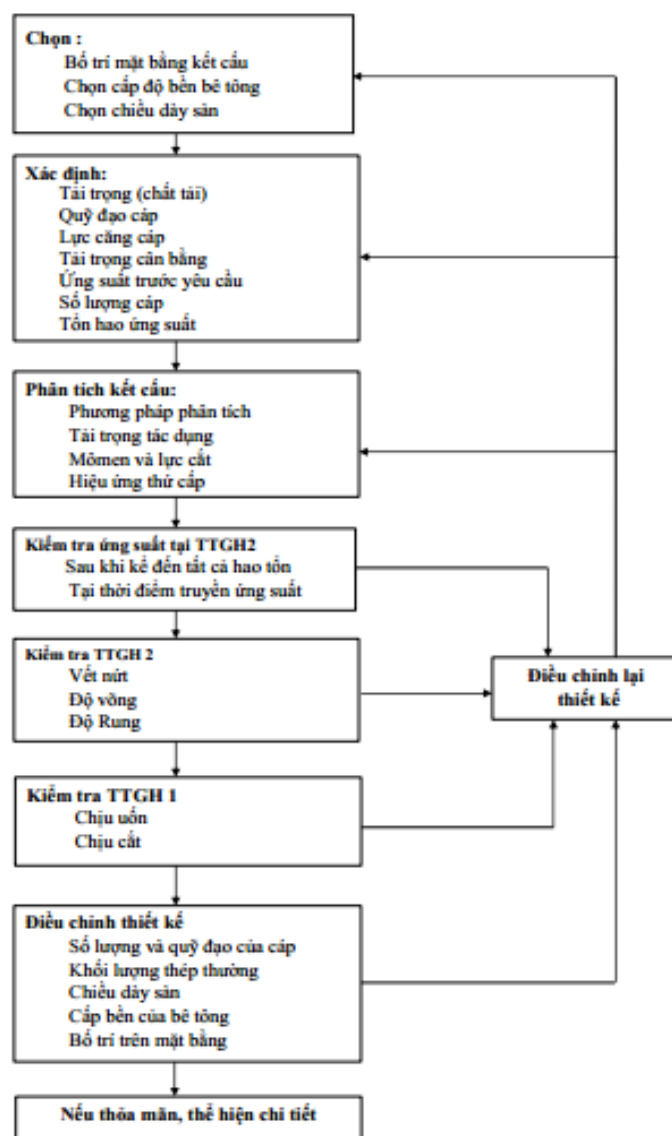 Chọn :
Bố trí mặt bằng kết cấu
Chọn cấp độ bền bê tông
Chọn chiều dày sàn
Xác định:
Tải trọng (chất tải)
Quỹ đạo cáp
Lực căng cáp
Tải trọng cân bằng
Ứng suất trước yêu cầu
Số lượng cáp
Tổn hao ứng suất
Phân tích kết cấu:
Phương pháp phân tích
Tải trọng tác dụng
Mômen và lực cắt
Hiệu ứng thứ cấp
Kiểm tra ứng suất tại TTGH2
Sau khi kể đến tất cả hao tổn
Tại thời điểm truyền ứng suất
Kiểm tra TTGH 2
Vết nứt
Độ võng
Độ Rung
Điều chỉnh lại
thiết kế
Kiểm tra TTGH 1
Chịu uốn
Chịu cắt
Điều chỉnh thiết kế
Số lượng và quỹ đạo của cáp
Khối lượng thép thường
Chiều dày sàn
Cấp bền của bê tông
Bố trí trên mặt bằng
Nếu thỏa mãn, thể hiện chi tiết